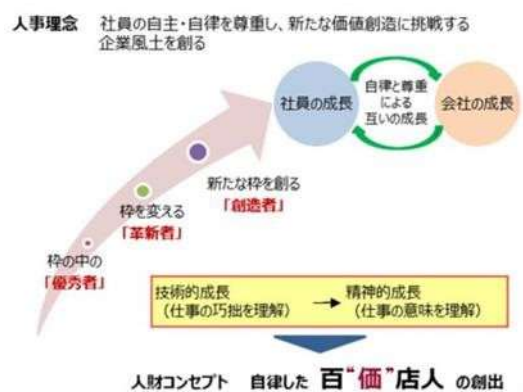 人事理念 社員の自主・自律を尊重し、新たな価値創造に挑戦する
企業風土を創る
社員の成長
自律と尊重
による
互いの成長
会社の成長
新たな枠を創る
「創造者」
枠を変える
「革新者」
枠の中の
「優秀者」
技術的成長
（仕事の巧拙を理解）
精神的成長
（仕事の意味を理解）
人財コンセプト 自律した 百“価”店人 の創出